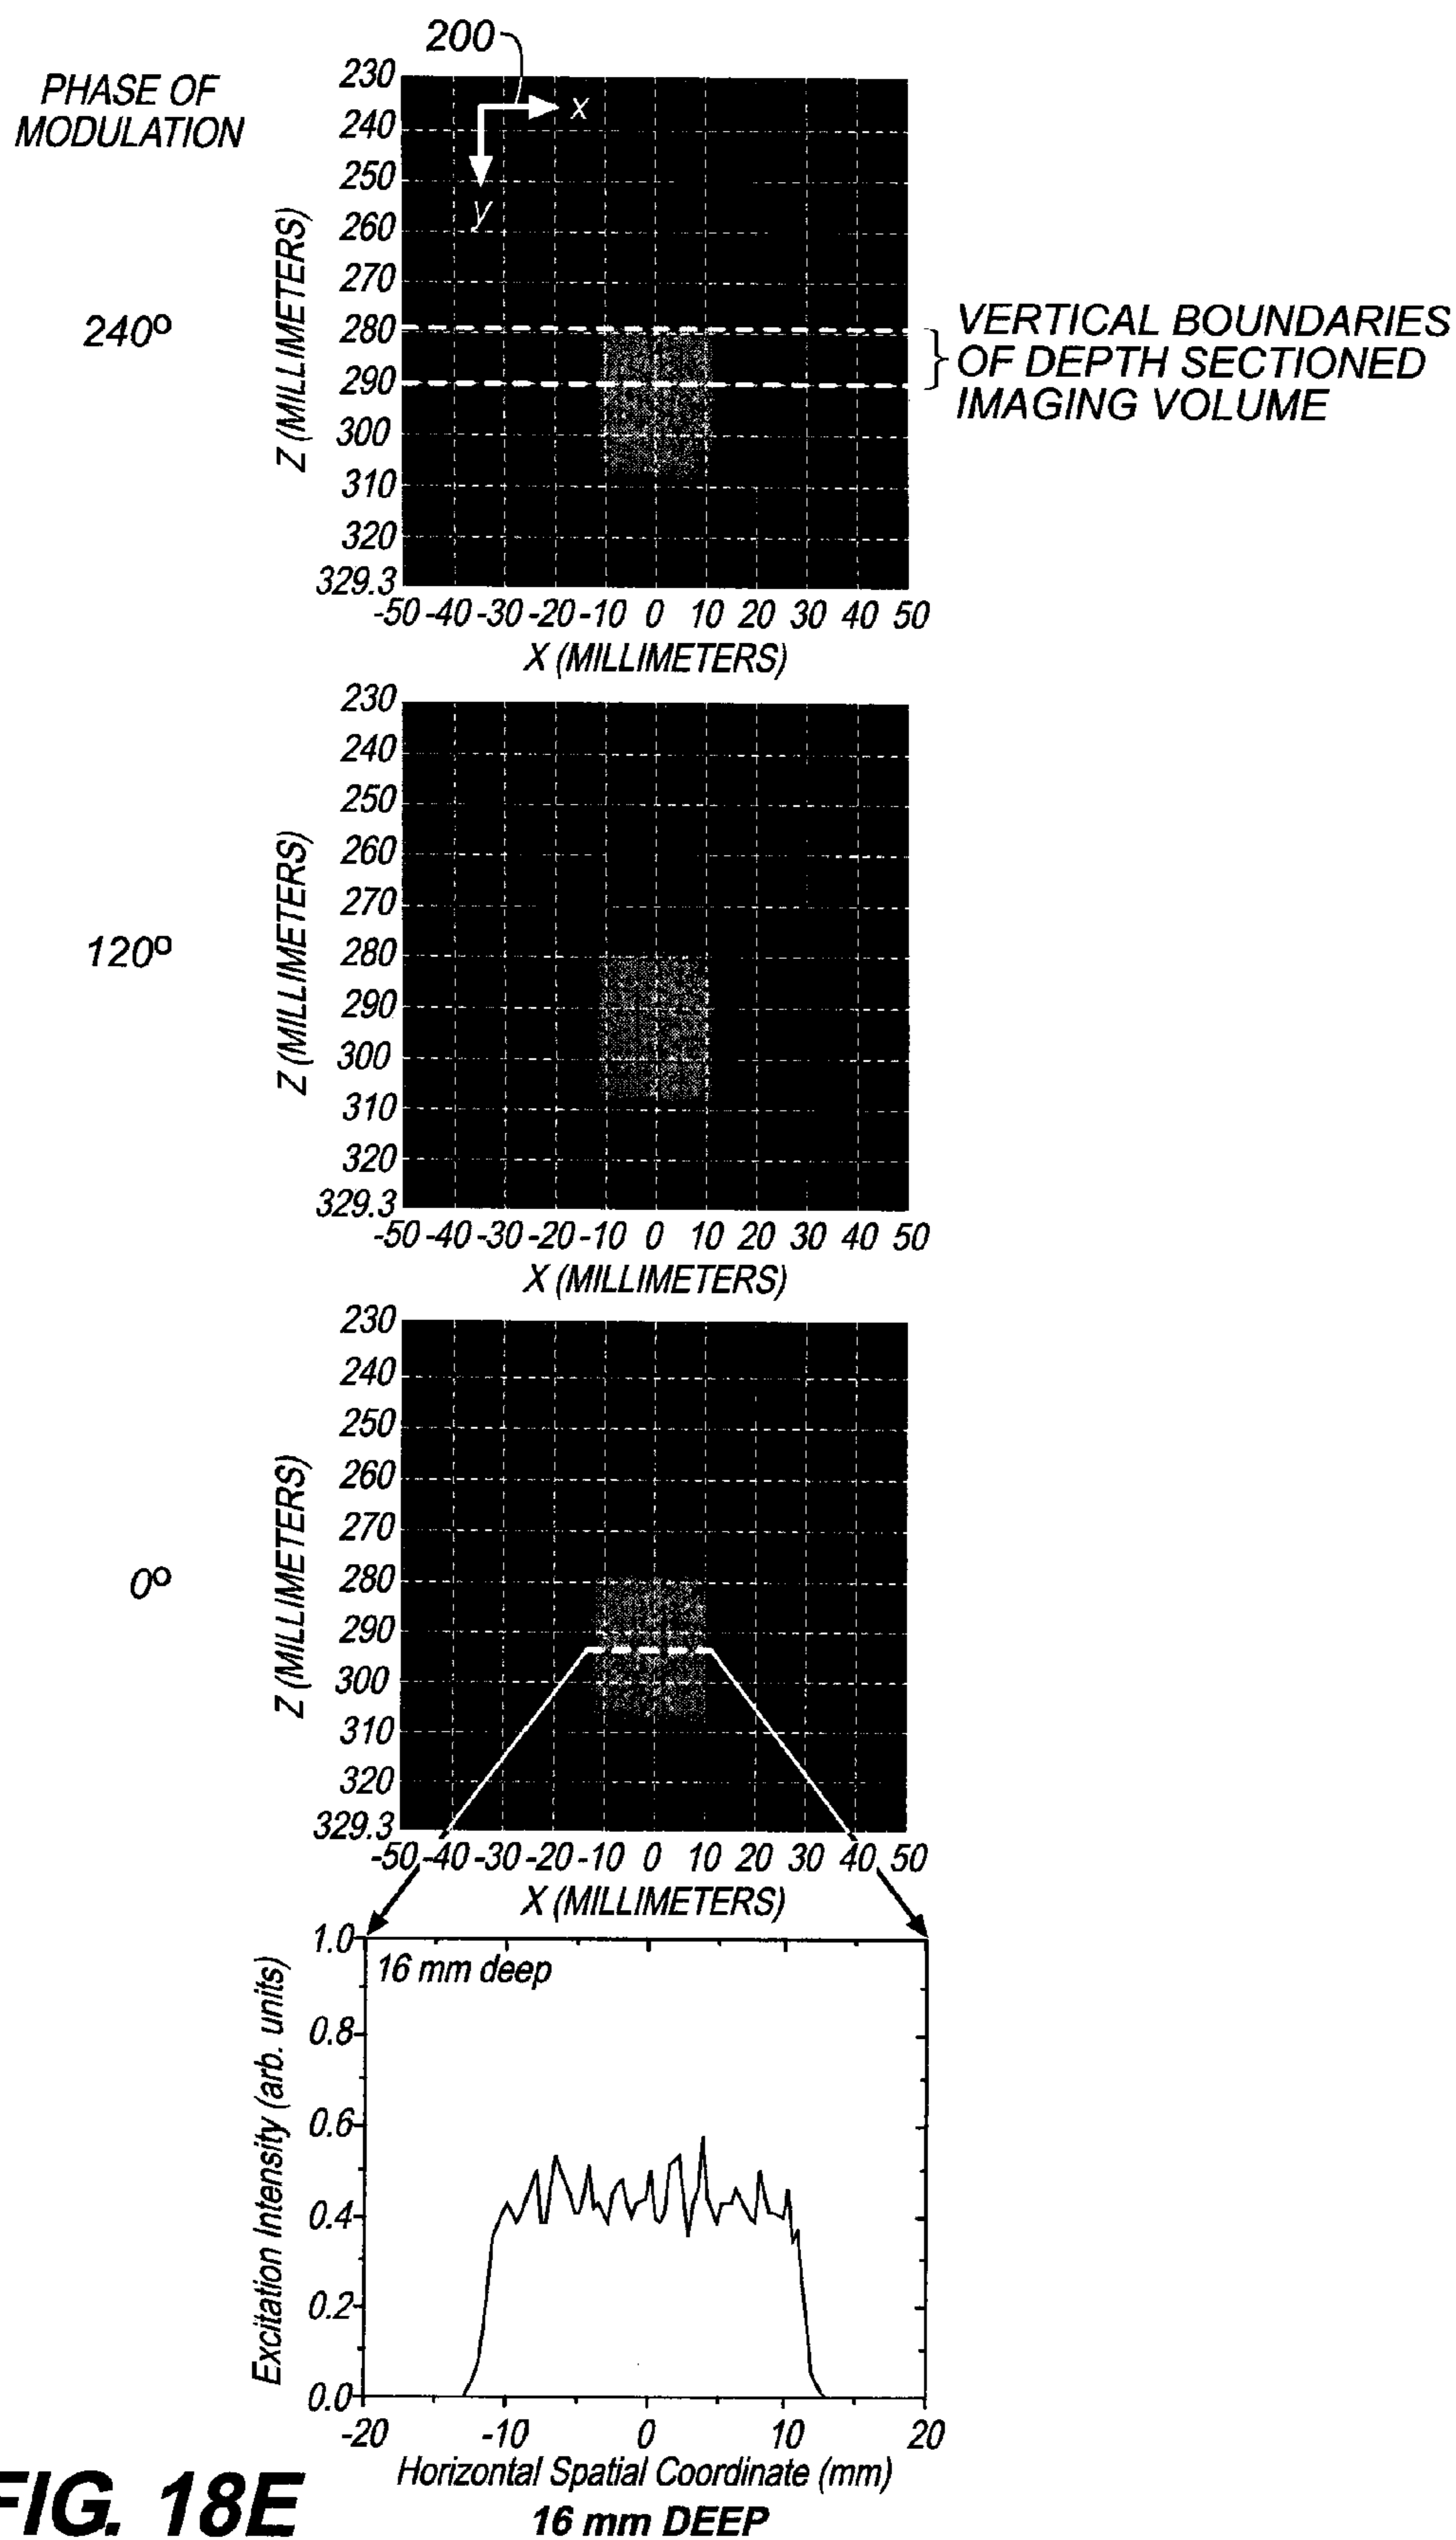 200
PHASE OF
MODULATION
x
y
230
240
250
260
270
280
290
300
310
320
329.3
Z (MILLIMETERS)
240º
VERTICAL BOUNDARIES
OF DEPTH SECTIONED
IMAGING VOLUME
-50 -40 -30 -20 -10 0 10 20 30 40 50
X (MILLIMETERS)
230
240
250
260
270
280
290
300
310
320
329.3
Z (MILLIMETERS)
120º
-50 -40 -30 -20 -10 0 10 20 30 40 50
X (MILLIMETERS)
230
240
250
260
270
280
290
300
310
320
329.3
Z (MILLIMETERS)
0º
-50 -40 -30 -20 -10 0 10 20 30 40 50
X (MILLIMETERS)
1.0
0.8
0.6
0.4
0.2
0.0
Excitation Intensity (arb. units)
16 mm deep
-20 -10 0 10 20
Horizontal Spatial Coordinate (mm)
16 mm DEEP
FIG. 18E